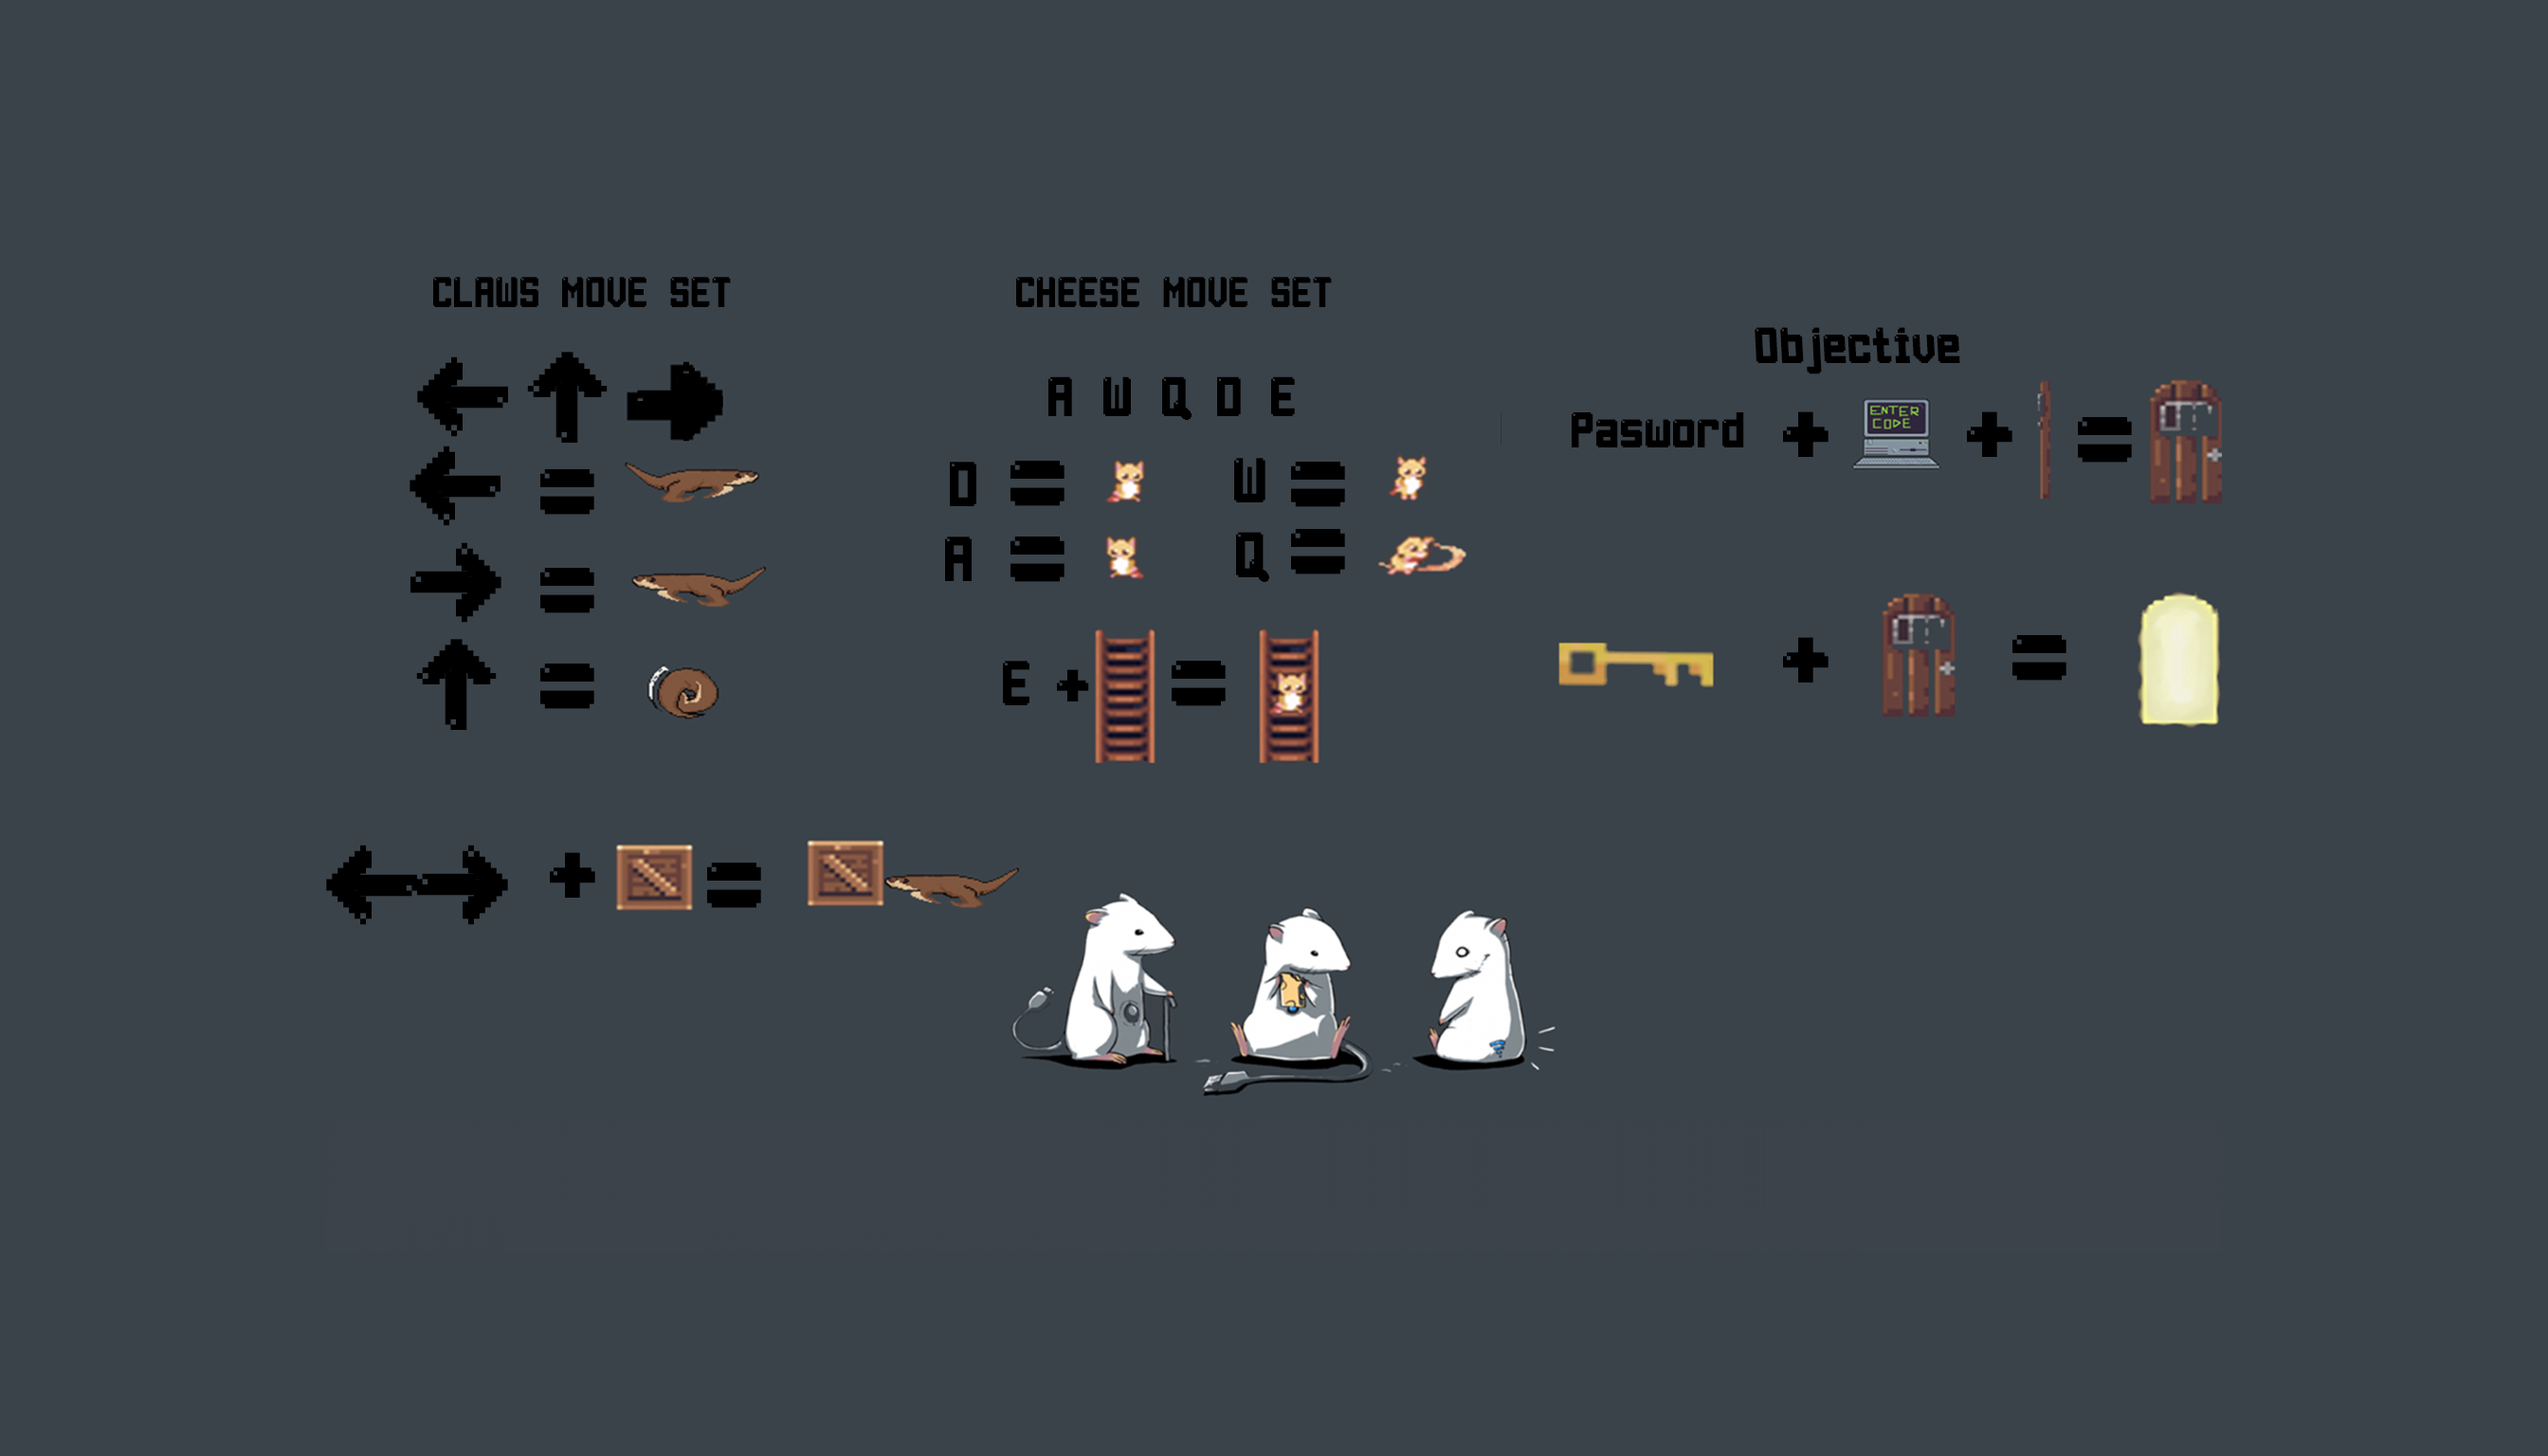 CLAWS MOVE SET
CHEESE MOVE SET
Objective
A W Q D E
Pasword
ENTER
CODE
D
W
A
Q
E